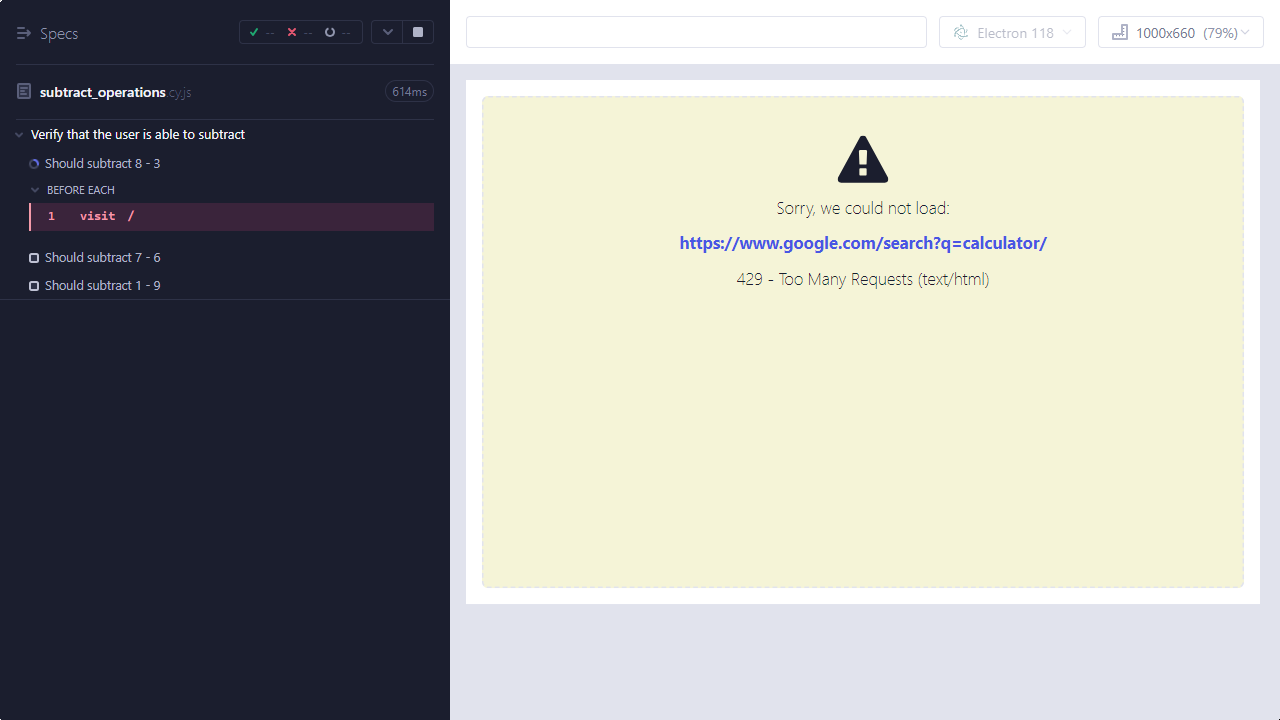 Specs
-- -- --
subtract_operations.cy.js 614ms
Verify that the user is able to subtract
Should subtract 8 - 3
BEFORE EACH
1 visit /
Should subtract 7 - 6
Should subtract 1 - 9
Electron 118
1000x660 (79%)
Sorry, we could not load:
https://www.google.com/search?q=calculator/
429 - Too Many Requests (text/html)